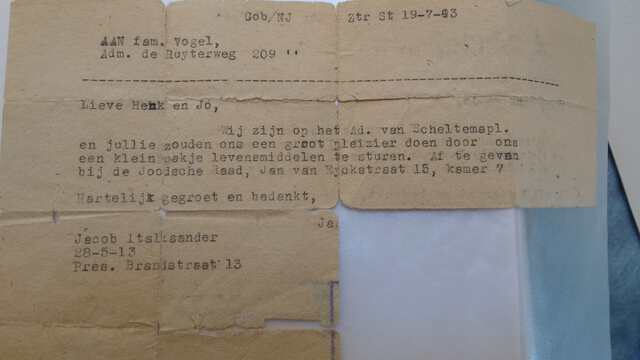 Gob/NJ Ztr St 19-7-43
AAN fam. Vogel,
Adm. de Ruyterweg 209 "
Lieve Henk en Jo,
Wij zijn op het Ad. van Scheltemapl.
en jullie zouden ons een groot pleizier doen door ons
een klein pakje levensmiddelen te sturen. Af te geven
bij de Joodsche Raad, Jan van Eyckstraat 15, kamer 7
Hartelijk gegroet en bedankt,
Ja
Jacob Itsllsander
28-5-13
Pres. Brandstraat 13